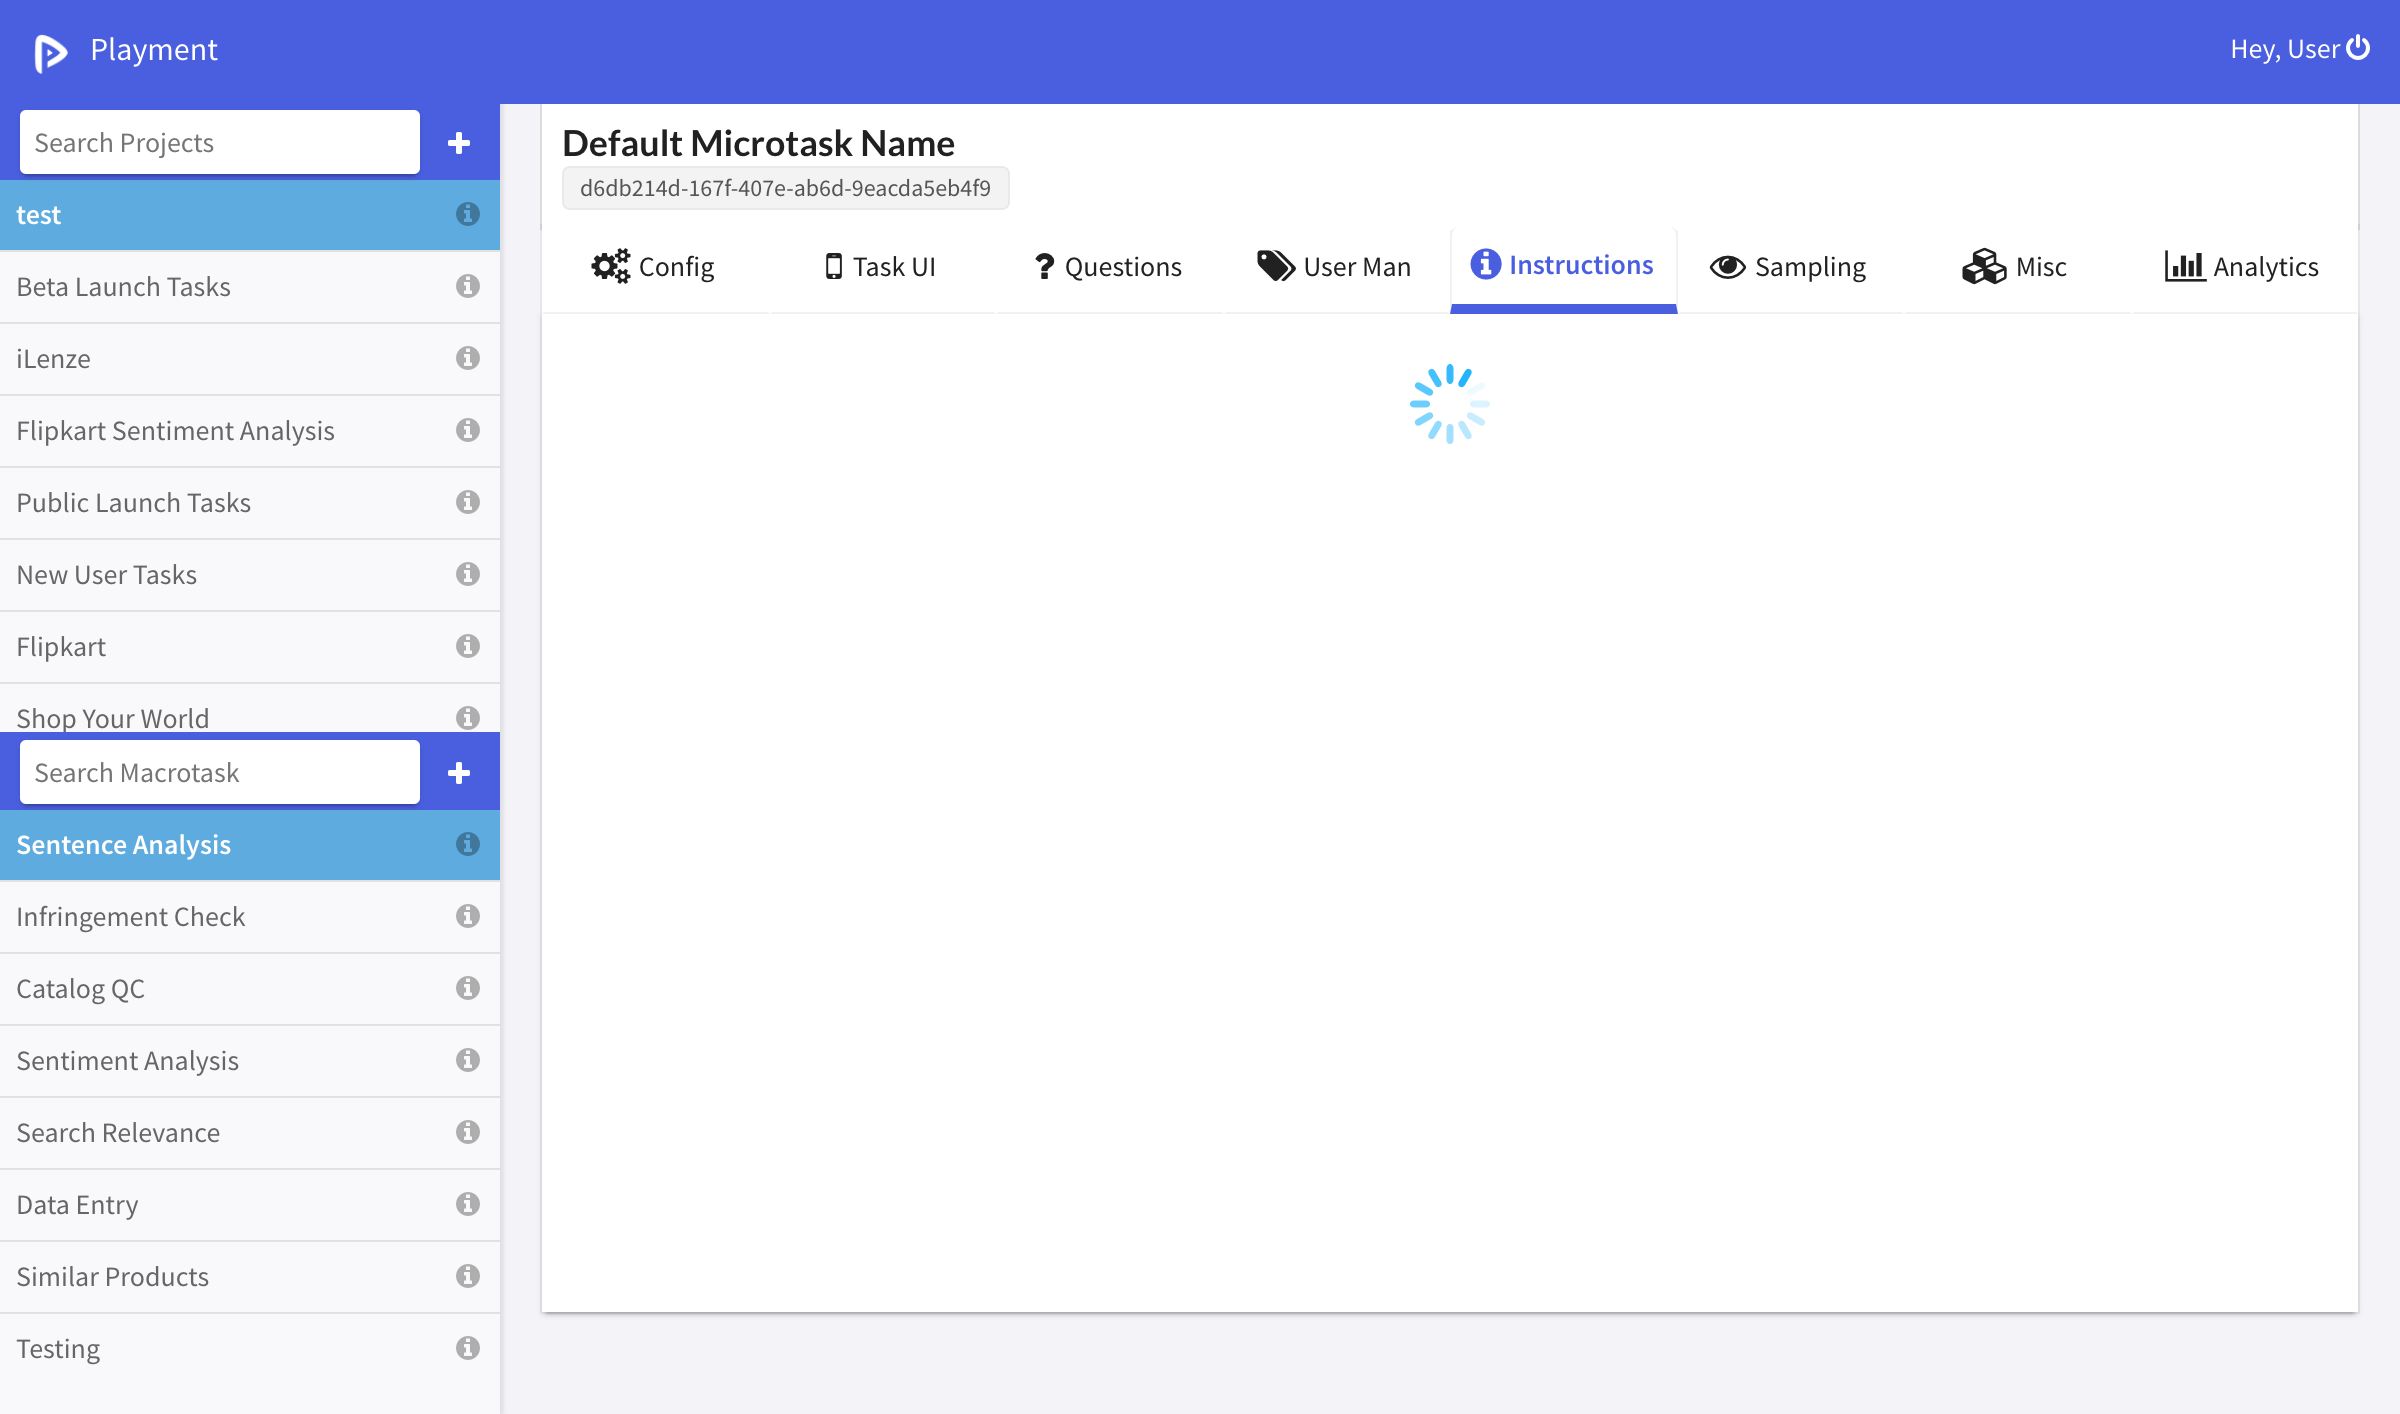 Playment
Hey, User
Search Projects
test
Beta Launch Tasks
iLenze
Flipkart Sentiment Analysis
Public Launch Tasks
New User Tasks
Flipkart
Shop Your World
Search Macrotask
Sentence Analysis
Infringement Check
Catalog QC
Sentiment Analysis
Search Relevance
Data Entry
Similar Products
Testing
Default Microtask Name
d6db214d-167f-407e-ab6d-9eacda5eb4f9
Config Task UI Questions User Man Instructions Sampling Misc Analytics